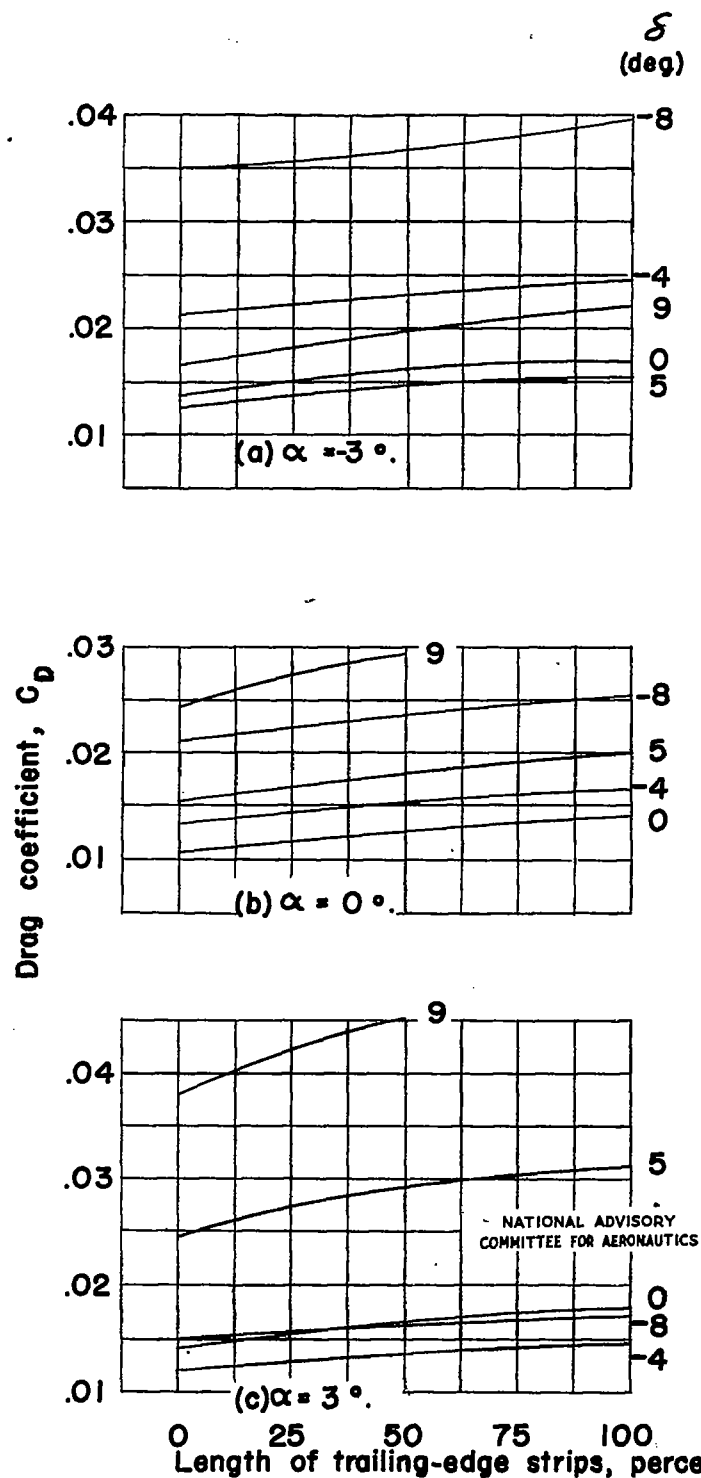 δ
(deg)
.04
.03
.02
.01
-8
-4
9
0
5
(a) α = -3 °.
Drag coefficient, C_D
.03
.02
.01
9
-8
5
-4
0
(b) α = 0 °.
.04
.03
.02
.01
9
5
NATIONAL ADVISORY
COMMITTEE FOR AERONAUTICS
0
-8
-4
(c) α = 3 °.
0 25 50 75 100
Length of trailing-edge strips, perce